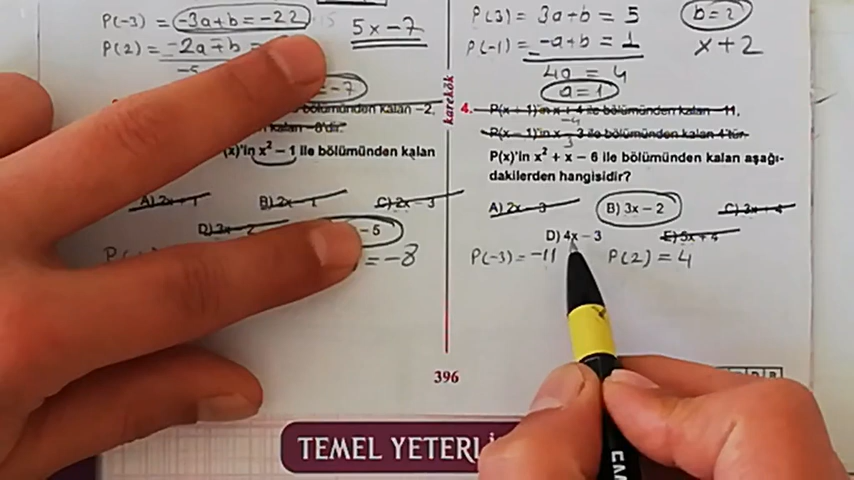 P(-3) = -3a+b = -22
P(2) = -2a+b =
-5
5x-7
= -7
bölümünden kalan -2,
kalan -8'dir.
(x)'in x² - 1 ile bölümünden kalan
A) 2x + 1 B) 2x - 1 C) 2x - 3
D) 3x - 2 - 5
= -8
P(3) = 3a+b = 5
P(-1) = -a+b = 1
4a = 4
a = 1
b = 2
x+2
karekök
4. P(x + 1)'in x + 4 ile bölümünden kalan -11,
-4
P(x - 1)'in x - 3 ile bölümünden kalan 4'tür.
3
P(x)'in x² + x - 6 ile bölümünden kalan aşağı-
dakilerden hangisidir?
A) 2x - 3 B) 3x - 2 C) 3x + 4
D) 4x - 3 E) 5x + 4
P(-3) = -11 P(2) = 4
396
TEMEL YETERLİ